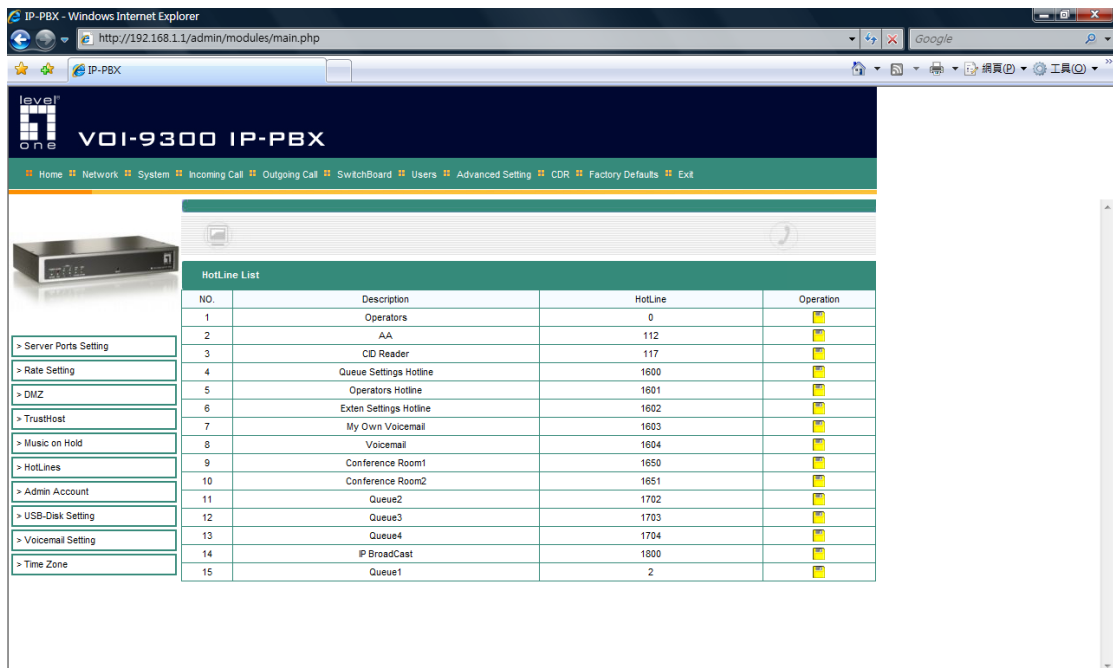 IP-PBX - Windows Internet Explorer
http://192.168.1.1/admin/modules/main.php
Google
IP-PBX
網頁(P)
工具(O)
level
one
VOI-9300 IP-PBX
Home Network System Incoming Call Outgoing Call SwitchBoard Users Advanced Setting CDR Factory Defaults Exit
> Server Ports Setting
> Rate Setting
> DMZ
> TrustHost
> Music on Hold
> HotLines
> Admin Account
> USB-Disk Setting
> Voicemail Setting
> Time Zone
HotLine List
NO. Description HotLine Operation
1 Operators 0
2 AA 112
3 CID Reader 117
4 Queue Settings Hotline 1600
5 Operators Hotline 1601
6 Exten Settings Hotline 1602
7 My Own Voicemail 1603
8 Voicemail 1604
9 Conference Room1 1650
10 Conference Room2 1651
11 Queue2 1702
12 Queue3 1703
13 Queue4 1704
14 IP BroadCast 1800
15 Queue1 2